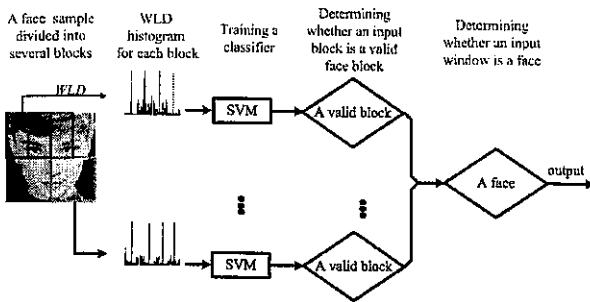 A face sample
divided into
several blocks
WLD
histogram
for each block
Training a
classifier
Determining
whether an input
block is a valid
face block
Determining
whether an input
window is a face
WLD
SVM
A valid block
A face
output
SVM
A valid block